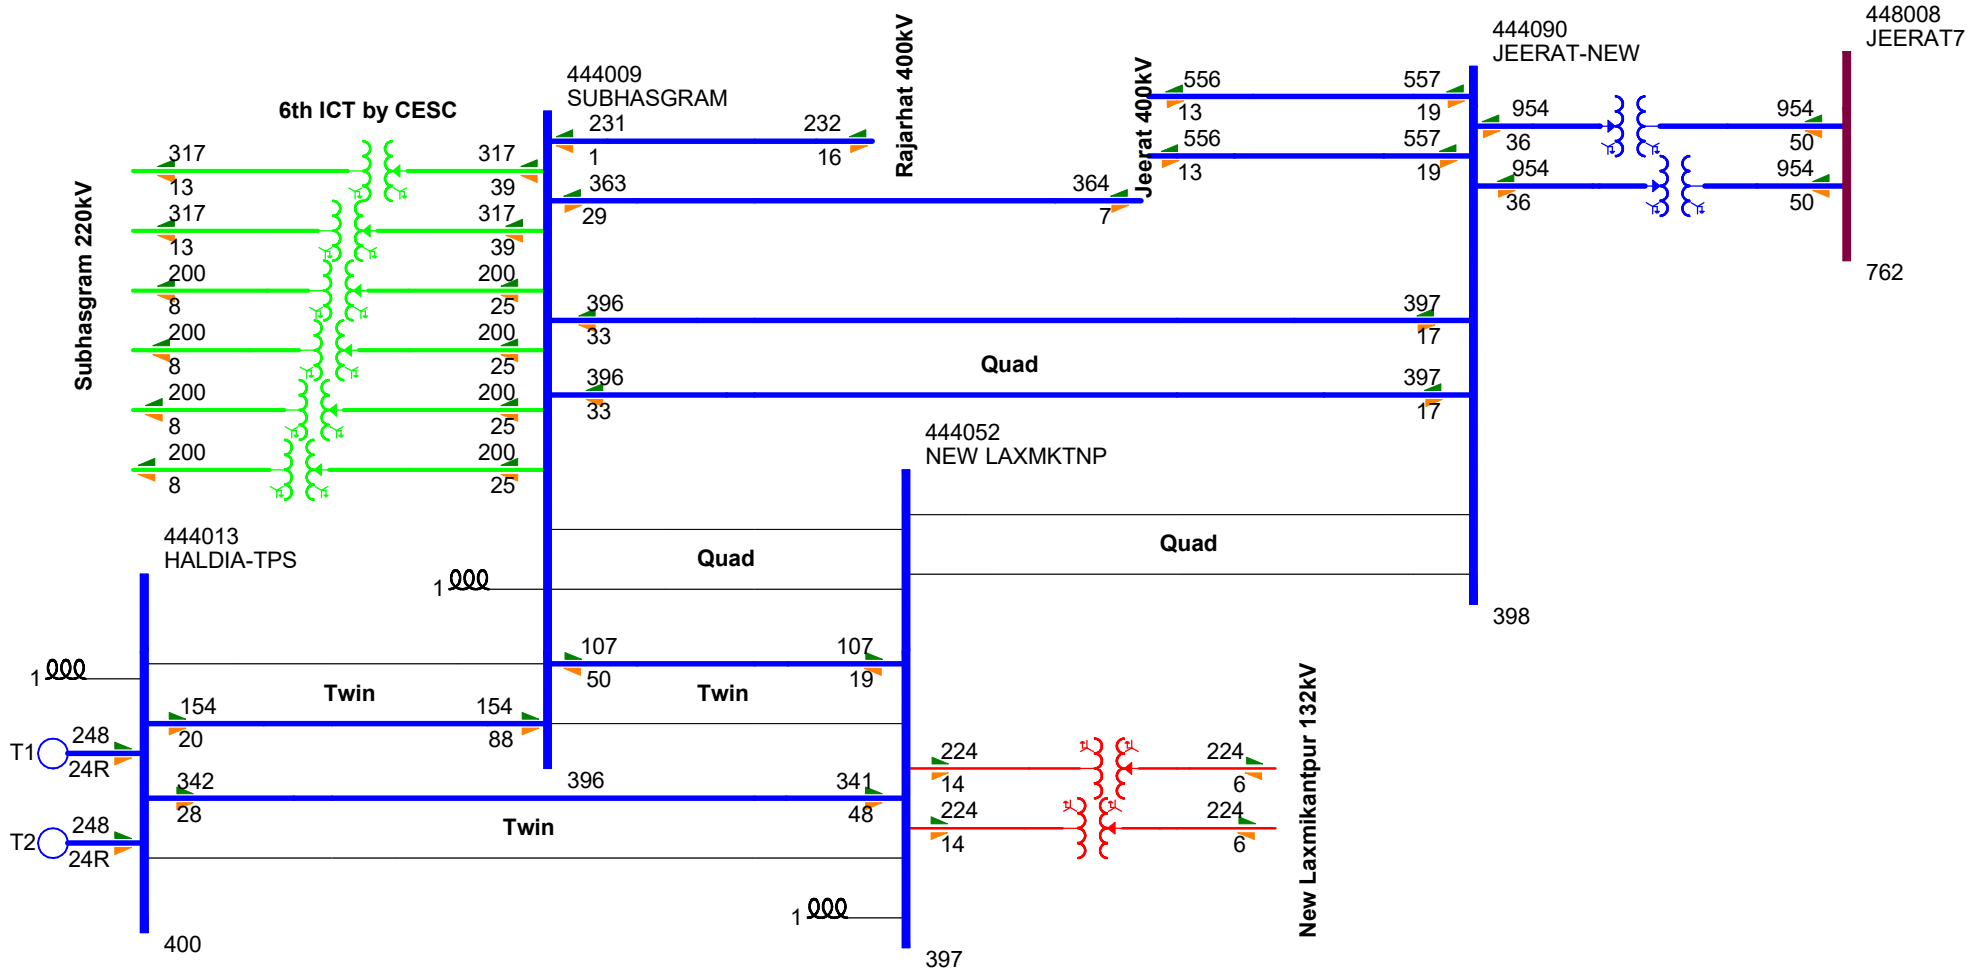 448008
JEERAT7
444090
JEERAT-NEW
Rajarhat 400kV
Jeerat 400kV
444009
SUBHASGRAM
6th ICT by CESC
Subhasgram 220kV
556 557
13 19
556 557
13 19
954 954
36 50
954 954
36 50
762
231 232
1 16
363 364
29 7
317 317
13 39
317 317
13 39
200 200
8 25
200 200
8 25
200 200
8 25
200 200
8 25
396 397
33 17
Quad
396 397
33 17
444052
NEW LAXMKTNP
Quad
Quad
398
444013
HALDIA-TPS
1
1
Twin
107 107
50 19
Twin
154 154
20 88
T1 248
24R
342 396 341
28 48
Twin
T2 248
24R
224 224
14 6
224 224
14 6
New Laxmikantpur 132kV
1
400
397